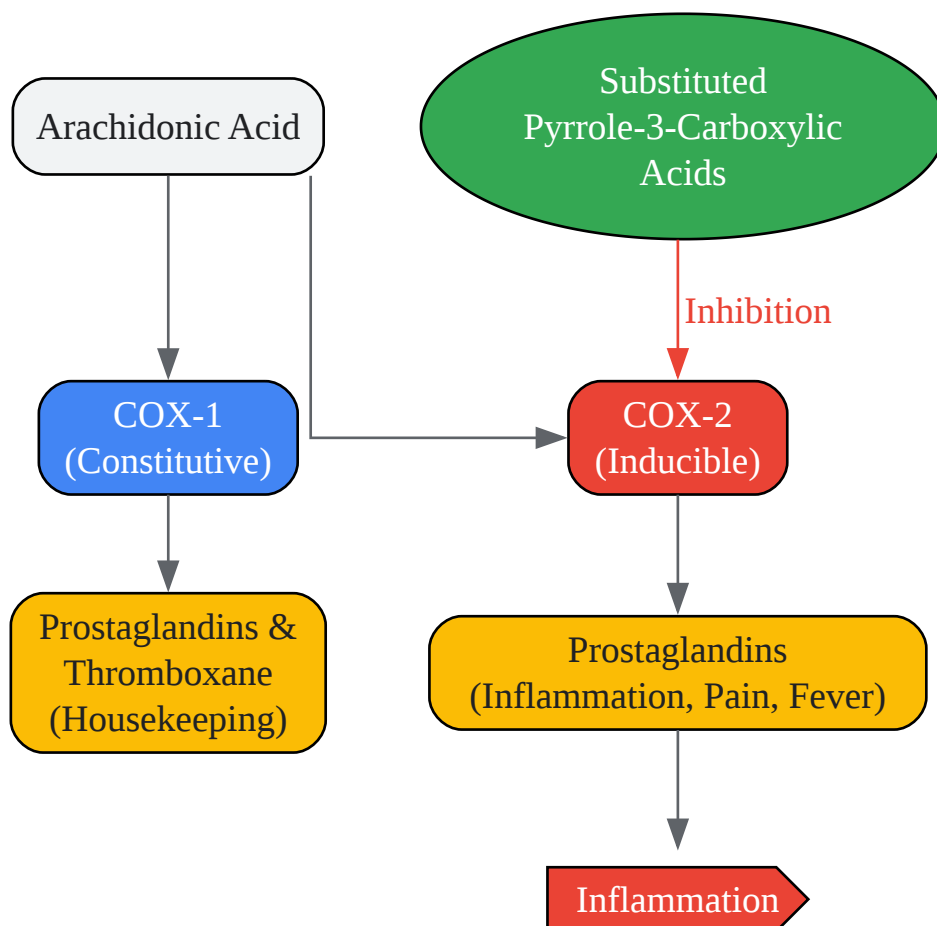 Arachidonic Acid
Substituted
Pyrrole-3-Carboxylic
Acids
Inhibition
COX-1
(Constitutive)
COX-2
(Inducible)
Prostaglandins &
Thromboxane
(Housekeeping)
Prostaglandins
(Inflammation, Pain, Fever)
Inflammation